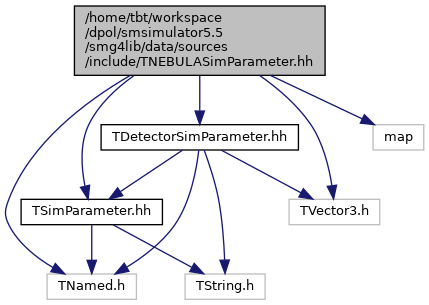 /home/tbt/workspace
/dpol/smsimulator5.5
/smg4lib/data/sources
/include/TNEBULASimParameter.hh
TDetectorSimParameter.hh
map
TSimParameter.hh
TVector3.h
TNamed.h
TString.h